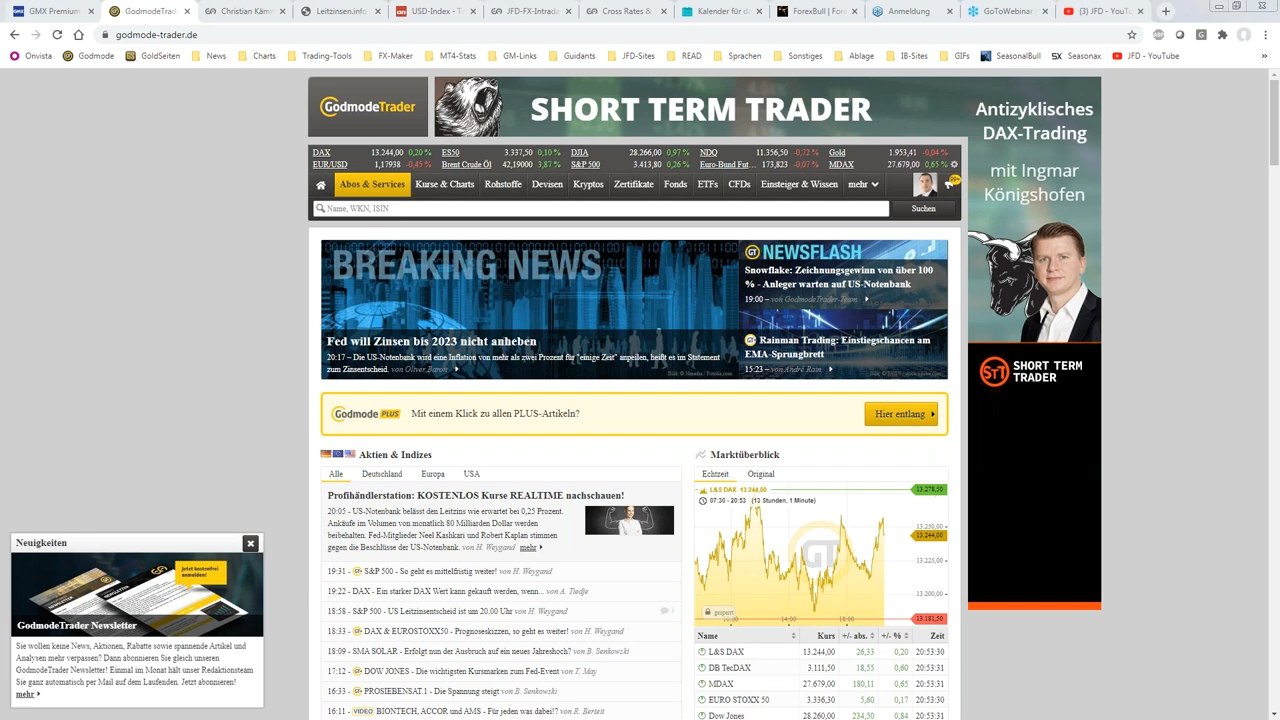 GMX Premium
GodmodeTrad
Christian Kämm
Leitzinsen.info
USD-Index – Ti
JFD-FX-Intrade
Cross Rates &
Kalender für da
ForexBull | For
Anmeldung
GoToWebinar
(3) JFD - YouT
godmode-trader.de
Onvista
Godmode
GoldSeiten
News
Charts
Trading-Tools
FX-Maker
MT4-Stats
GM-Links
Guidants
JFD-Sites
READ
Sprachen
Sonstiges
Ablage
IB-Sites
GIFs
SeasonalBull
Seasonax
JFD - YouTube
GodmodeTrader
SHORT TERM TRADER
DAX 13.244,00 0,20 % ES50 3.337,50 0,10 % DJIA 28.266,00 0,97 % NDQ 11.356,50 -0,72 % Gold 1.953,41 -0,04 %
EUR/USD 1,17938 -0,45 % Brent Crude Öl 42,19000 3,87 % S&P 500 3.413,80 0,26 % Euro-Bund Fut... 173,823 -0,07 % MDAX 27.679,00 0,65 %
Abos & Services Kurse & Charts Rohstoffe Devisen Kryptos Zertifikate Fonds ETFs CFDs Einsteiger & Wissen mehr
Name, WKN, ISIN
Suchen
Antizyklisches
DAX-Trading
mit Ingmar
Königshofen
STT SHORT TERM
TRADER
BREAKING NEWS
Fed will Zinsen bis 2023 nicht anheben
20:17 – Die US-Notenbank wird eine Inflation von mehr als zwei Prozent für "einige Zeit" anpeilen, heißt es im Statement
zum Zinsentscheid. von Oliver Baron
GT NEWSFLASH
Snowflake: Zeichnungsgewinn von über 100
% - Anleger warten auf US-Notenbank
19:00 – von GodmodeTrader-Team
Rainman Trading: Einstiegschancen am
EMA-Sprungbrett
15:23 – von André Rain
Godmode PLUS Mit einem Klick zu allen PLUS-Artikeln?
Hier entlang
Aktien & Indizes
Alle Deutschland Europa USA
Profihändlerstation: KOSTENLOS Kurse REALTIME nachschauen!
20:05 - US-Notenbank belässt den Leitzins wie erwartet bei 0,25 Prozent.
Ankäufe im Volumen von monatlich 80 Milliarden Dollar werden
beibehalten. Fed-Mitglieder Neel Kashkari und Robert Kaplan stimmen
gegen die Beschlüsse der US-Notenbank. von H. Weygand mehr
19:31 - S&P 500 - So geht es mittelfristig weiter! von H. Weygand
19:22 - DAX - Ein starker DAX Wert kann gekauft werden, wenn... von A. Tiedje
18:58 - S&P 500 - US Leitzinsentscheid ist um 20.00 Uhr von H. Weygand
18:33 - DAX & EUROSTOXX50 - Prognoseskizzen, so geht es weiter! von H. Weygand
18:09 - SMA SOLAR - Erfolgt nun der Ausbruch auf ein neues Jahreshoch? von B. Senkowski
17:12 - DOW JONES - Die wichtigsten Kursmarken zum Fed-Event von T. May
16:33 - PROSIEBENSAT.1 - Die Spannung steigt von B. Senkowski
16:11 - VIDEO BIONTECH, ACCOR und AMS - Für jeden was dabei!? von R. Berteit
Marktüberblick
Echtzeit Original
L&S DAX 13.244,00
07:30 - 20:53 (13 Stunden, 1 Minute)
13.278,50
13.250,00
13.244,00
13.225,00
13.200,00
13.181,50
GT
gesperrt
14:00
18:00
Name Kurs +/- abs. +/- % Zeit
L&S DAX 13.244,00 26,33 0,20 20:53:30
DB TecDAX 3.111,50 18,55 0,60 20:53:31
MDAX 27.679,00 180,11 0,65 20:53:31
EURO STOXX 50 3.336,30 5,60 0,17 20:53:30
Dow Jones 28.260,00 234,50 0,84 20:53:31
Neuigkeiten
Jetzt kostenfrei
anmelden!
GodmodeTrader Newsletter
Sie wollen keine News, Aktionen, Rabatte sowie spannende Artikel und
Analysen mehr verpassen? Dann abonnieren Sie gleich unseren
GodmodeTrader Newsletter! Einmal im Monat hält unser Redaktionsteam
Sie ganz automatisch per Mail auf dem Laufenden. Jetzt abonnieren!
mehr